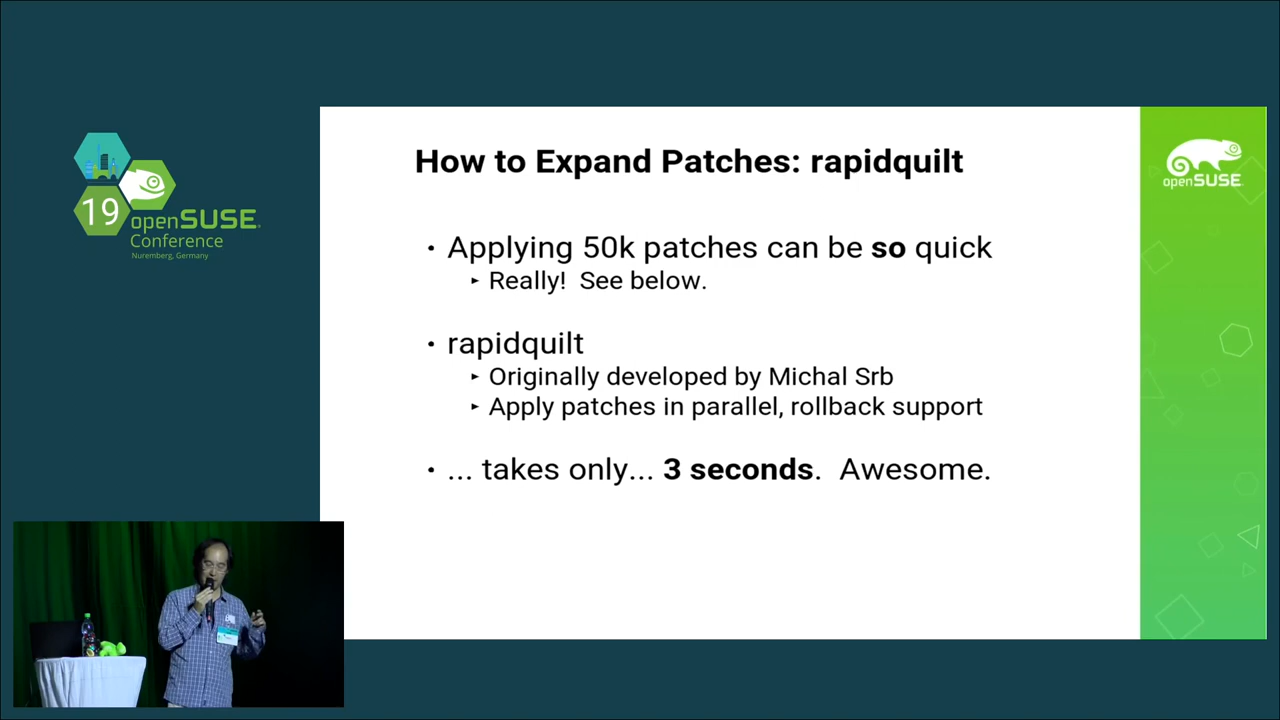 19
openSUSE
Conference
Nuremberg, Germany
How to Expand Patches: rapidquilt
• Applying 50k patches can be so quick
▸ Really! See below.
• rapidquilt
▸ Originally developed by Michal Srb
▸ Apply patches in parallel, rollback support
• ... takes only... 3 seconds. Awesome.
openSUSE